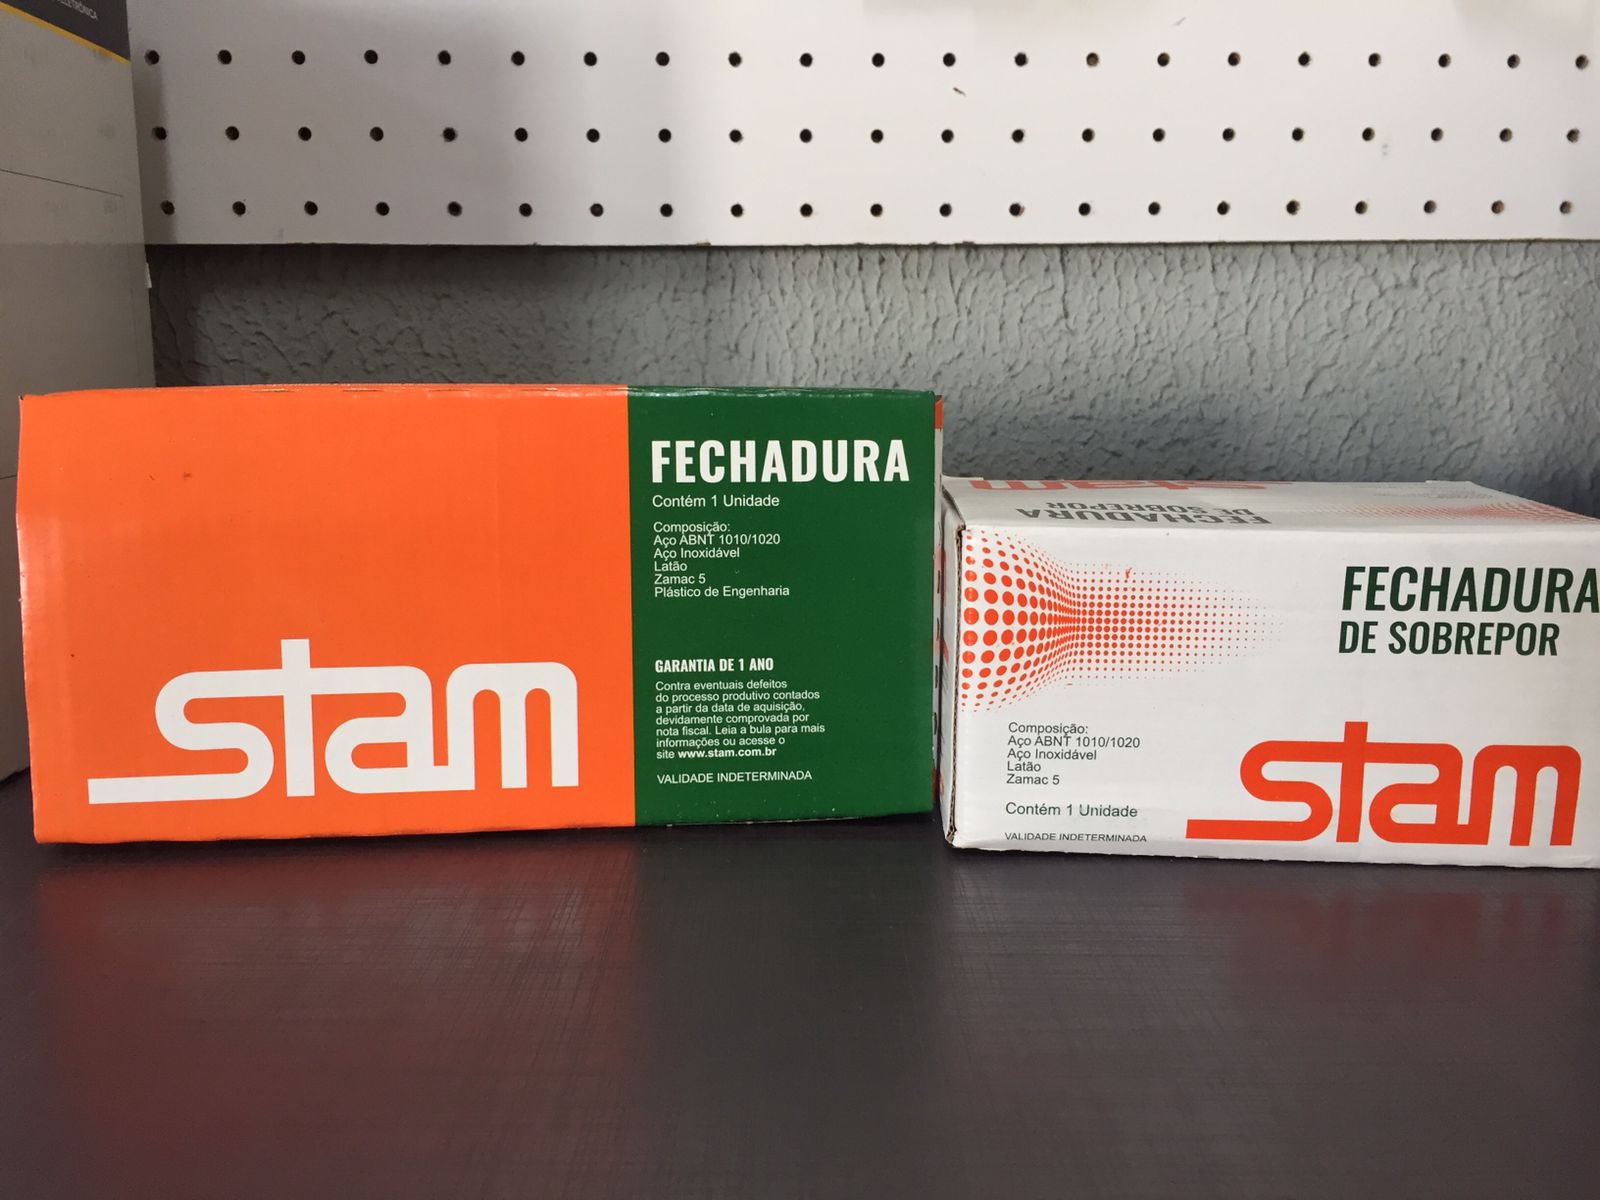 ELETRÔNICA
FECHADURA
Contém 1 Unidade
Composição:
Aço ABNT 1010/1020
Aço Inoxidável
Latão
Zamac 5
Plástico de Engenharia
GARANTIA DE 1 ANO
Contra eventuais defeitos
do processo produtivo contados
a partir da data de aquisição,
devidamente comprovada por
nota fiscal. Leia a bula para mais
informações ou acesse o
site www.stam.com.br
VALIDADE INDETERMINADA
stam
stam
FECHADURA
DE SOBREPOR
FECHADURA
DE SOBREPOR
Composição:
Aço ABNT 1010/1020
Aço Inoxidável
Latão
Zamac 5
Contém 1 Unidade
VALIDADE INDETERMINADA
stam